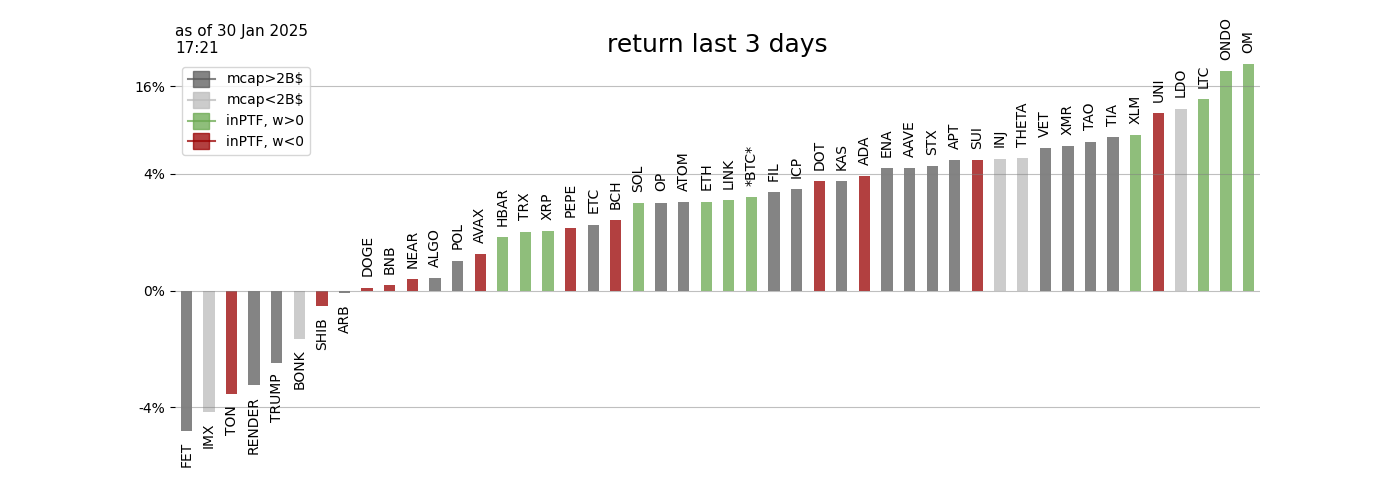 as of 30 Jan 2025
17:21
return last 3 days
mcap>2B$
mcap<2B$
inPTF, w>0
inPTF, w<0
16%
4%
0%
-4%
FET
IMX
TON
RENDER
TRUMP
BONK
SHIB
ARB
DOGE
BNB
NEAR
ALGO
POL
AVAX
HBAR
TRX
XRP
PEPE
ETC
BCH
SOL
OP
ATOM
ETH
LINK
*BTC*
FIL
ICP
DOT
KAS
ADA
ENA
AAVE
STX
APT
SUI
INJ
THETA
VET
XMR
TAO
TIA
XLM
UNI
LDO
LTC
ONDO
OM